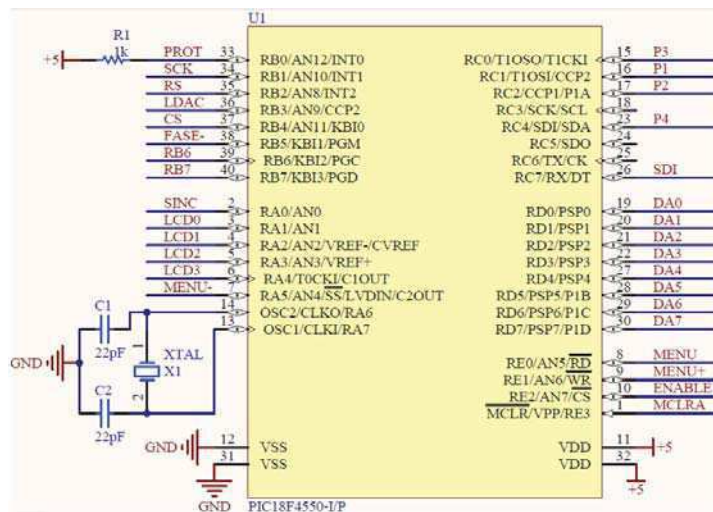 U1
R1
1k
+5
PROT 33 RB0/AN12/INT0
SCK 34 RB1/AN10/INT1
RS 35 RB2/AN8/INT2
LDAC 36 RB3/AN9/CCP2
CS 37 RB4/AN11/KBI0
FASE- 38 RB5/KBI1/PGM
RB6 39 RB6/KBI2/PGC
RB7 40 RB7/KBI3/PGD
RC0/T1OSO/T1CKI 15 P3
RC1/T1OSI/CCP2 16 P1
RC2/CCP1/P1A 17 P2
RC3/SCK/SCL 18
RC4/SDI/SDA 23 P4
RC5/SDO 24
RC6/TX/CK 25
RC7/RX/DT 26 SDI
SINC 2 RA0/AN0
LCD0 3 RA1/AN1
LCD1 4 RA2/AN2/VREF-/CVREF
LCD2 5 RA3/AN3/VREF+
LCD3 6 RA4/T0CKI/C1OUT
MENU- 7 RA5/AN4/SS/LVDIN/C2OUT
14 OSC2/CLKO/RA6
13 OSC1/CLKI/RA7
RD0/PSP0 19 DA0
RD1/PSP1 20 DA1
RD2/PSP2 21 DA2
RD3/PSP3 22 DA3
RD4/PSP4 27 DA4
RD5/PSP5/P1B 28 DA5
RD6/PSP6/P1C 29 DA6
RD7/PSP7/P1D 30 DA7
C1
22pF
GND
1
XTAL
X1
2
C2
22pF
RE0/AN5/RD 8 MENU
RE1/AN6/WR 9 MENU+
RE2/AN7/CS 10 ENABLE
MCLR/VPP/RE3 1 MCLRA
GND 12 VSS
31 VSS
GND
VDD 11 +5
VDD 32
+5
PIC18F4550-I/P